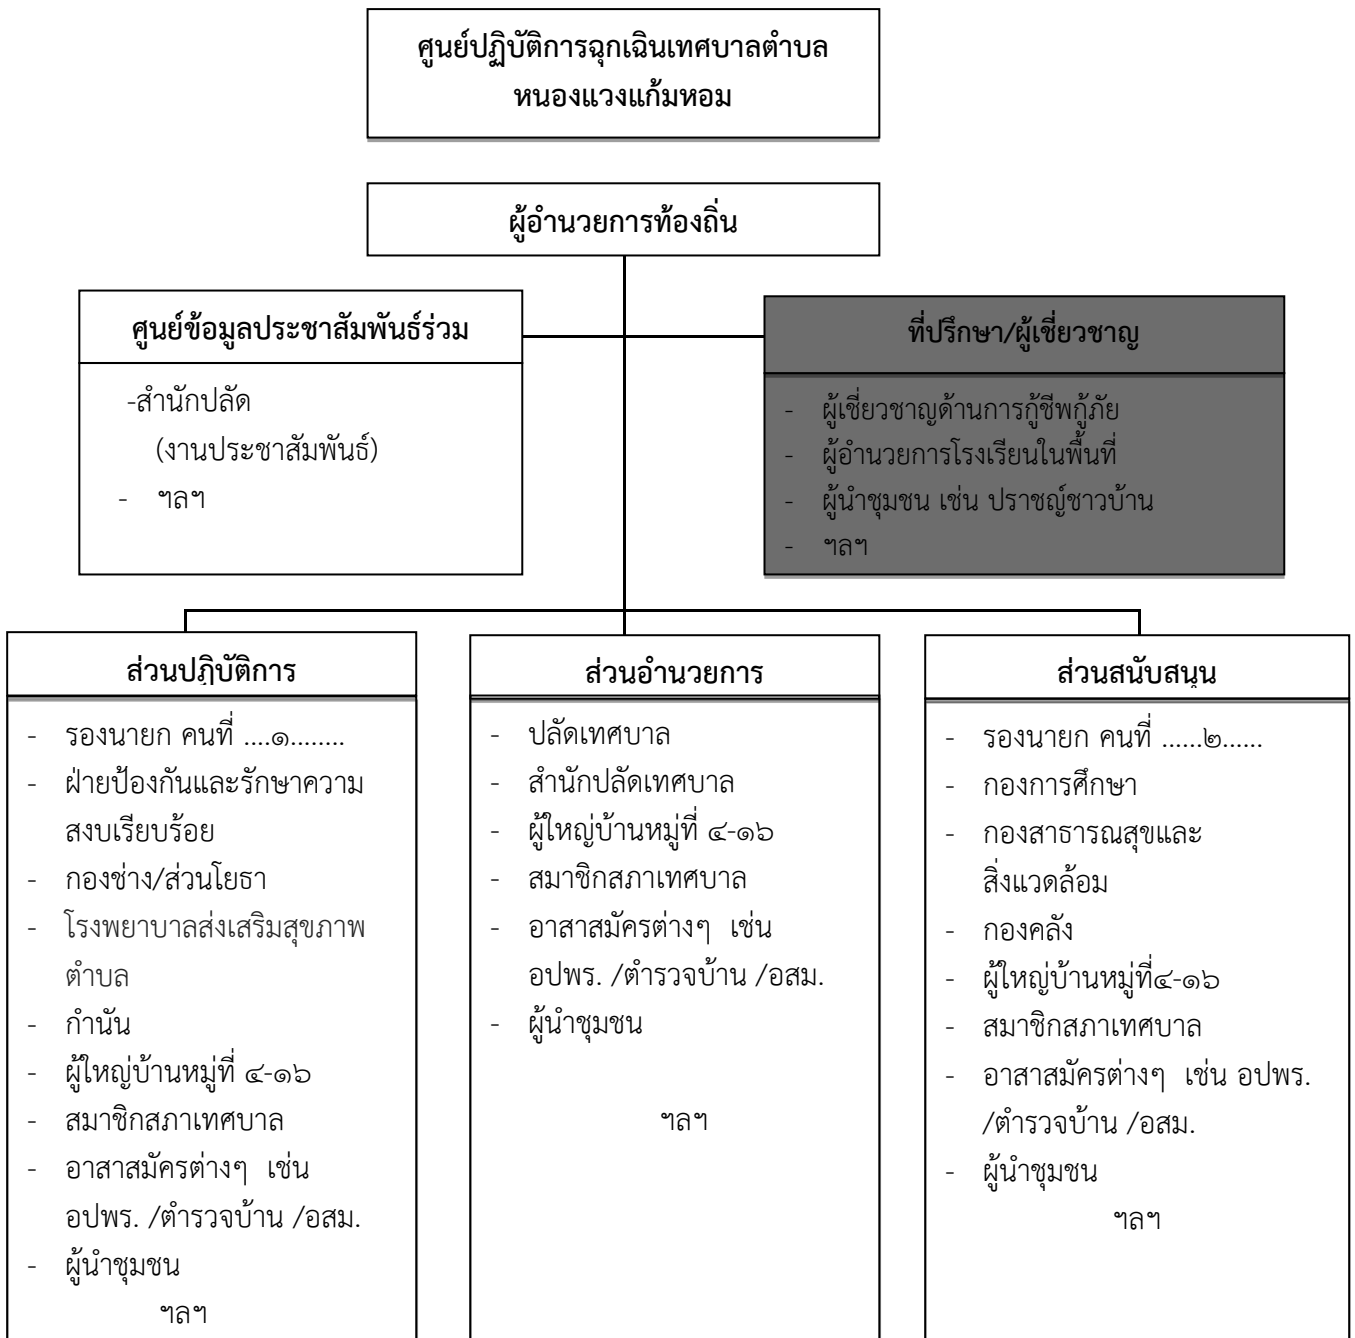 ศูนย์ปฏิบัติการฉุกเฉินเทศบาลตำบล
หนองแวงแก้มหอม
ผู้อำนวยการท้องถิ่น
ศูนย์ข้อมูลประชาสัมพันธ์ร่วม
-สำนักปลัด
(งานประชาสัมพันธ์)
- ฯลฯ
ที่ปรึกษา/ผู้เชี่ยวชาญ
- ผู้เชี่ยวชาญด้านการกู้ชีพกู้ภัย
- ผู้อำนวยการโรงเรียนในพื้นที่
- ผู้นำชุมชน เช่น ปราชญ์ชาวบ้าน
- ฯลฯ
ส่วนปฏิบัติการ
- รองนายก คนที่ ....๑........
- ฝ่ายป้องกันและรักษาความ
สงบเรียบร้อย
- กองช่าง/ส่วนโยธา
- โรงพยาบาลส่งเสริมสุขภาพ
ตำบล
- กำนัน
- ผู้ใหญ่บ้านหมู่ที่ ๔-๑๖
- สมาชิกสภาเทศบาล
- อาสาสมัครต่างๆ เช่น
อปพร. /ตำรวจบ้าน /อสม.
- ผู้นำชุมชน
ฯลฯ
ส่วนอำนวยการ
- ปลัดเทศบาล
- สำนักปลัดเทศบาล
- ผู้ใหญ่บ้านหมู่ที่ ๔-๑๖
- สมาชิกสภาเทศบาล
- อาสาสมัครต่างๆ เช่น
อปพร. /ตำรวจบ้าน /อสม.
- ผู้นำชุมชน
ฯลฯ
ส่วนสนับสนุน
- รองนายก คนที่ ......๒......
- กองการศึกษา
- กองสาธารณสุขและ
สิ่งแวดล้อม
- กองคลัง
- ผู้ใหญ่บ้านหมู่ที่๔-๑๖
- สมาชิกสภาเทศบาล
- อาสาสมัครต่างๆ เช่น อปพร.
/ตำรวจบ้าน /อสม.
- ผู้นำชุมชน
ฯลฯ